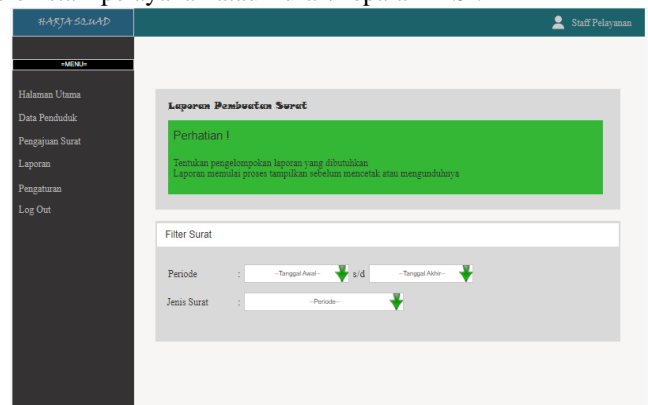 HARJA SQUAD
Staff Pelayanan
=MENU=
Halaman Utama
Data Penduduk
Pengajuan Surat
Laporan
Pengaturan
Log Out
Laporan Pembuatan Surat
Perhatian !
Tentukan pengelompokan laporan yang dibutuhkan
Laporan memulai proses tampilkan sebelum mencetak atau mengunduhnya
Filter Surat
Periode : --Tanggal Awal-- s/d --Tanggal Akhir--
Jenis Surat : --Periode--